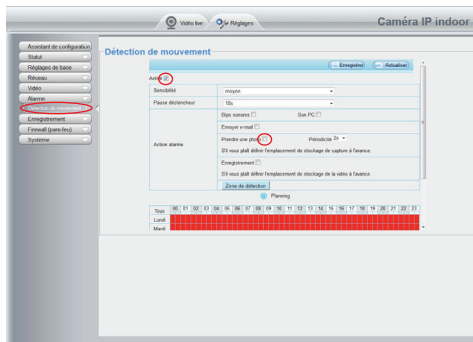 Vidéo live
Réglages
Caméra IP indoor
Assistant de configuration
Statut
Réglages de base
Réseau
Vidéo
Alarme
Détection de mouvement
Enregistrement
Firewall (pare-feu)
Système
Détection de mouvement
Enregistrer
Actualiser
Activé
Sensibilité
moyen
Pause déclencheur
10s
Action alarme
Bips sonores
Son PC
Envoyer e-mail
Prendre une photo
Périodicité 2s
S'il vous plaît définir l'emplacement de stockage de capture à l'avance.
Enregistrement
S'il vous plaît définir l'emplacement de stockage de la vidéo à l'avance.
Zone de détection
Planning
Tous 00 01 02 03 04 05 06 07 08 09 10 11 12 13 14 15 16 17 18 19 20 21 22 23
Lundi
Mardi